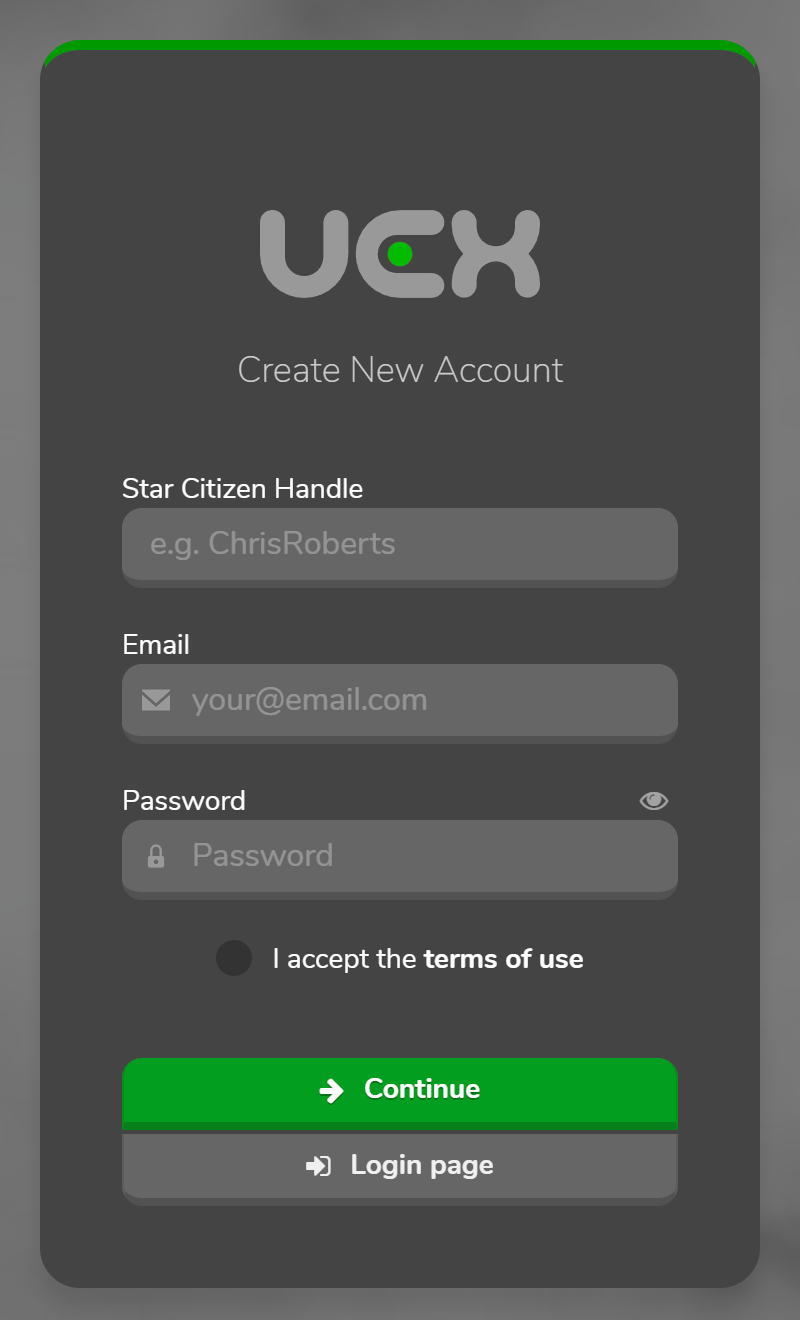 UEX
Create New Account
Star Citizen Handle
e.g. ChrisRoberts
Email
your@email.com
Password
Password
I accept the terms of use
Continue
Login page